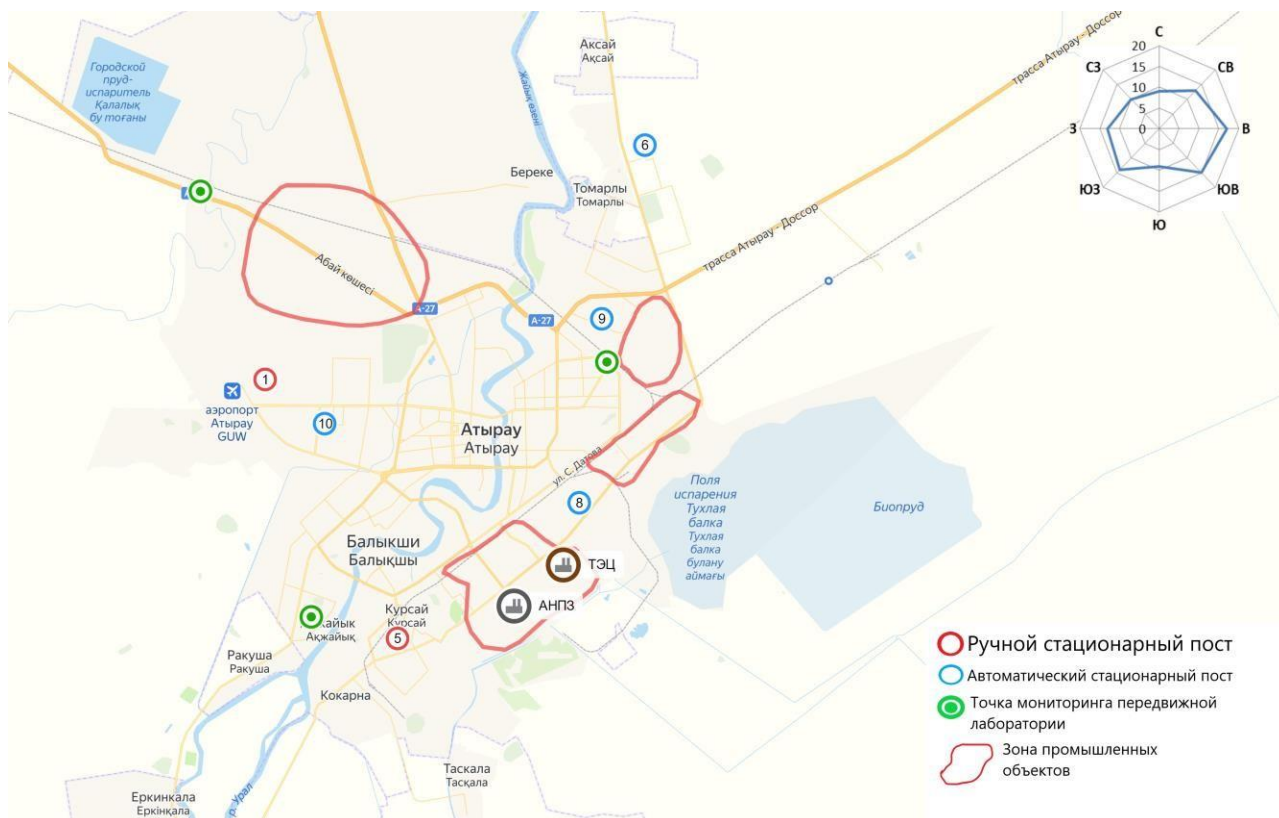 Городской
пруд-
испаритель
Қалалық
бу тоғаны
Аксай
Ақсай
Жайық өзені
трасса Атырау - Доссор
С
СВ
В
ЮВ
Ю
ЮЗ
З
СЗ
20
15
10
5
0
6
Береке
Томарлы
Томарлы
трасса Атырау - Доссор
Абай көшесі
А-27
А-27
9
1
аэропорт
Атырау
GUW
10
Атырау
Атырау
ул. С. Датова
8
Поля
испарения
Тухлая
балка
Тухлая
балка
булану
аймағы
Биопруд
Балыкши
Балықшы
ТЭЦ
АНПЗ
айык
Ақжайық
Курсай
Курсай
5
Ракуша
Ракуша
Кокарна
р. Урал
Таскала
Тасқала
Еркинкала
Еркінқала
Ручной стационарный пост
Автоматический стационарный пост
Точка мониторинга передвижной
лаборатории
Зона промышленных
объектов